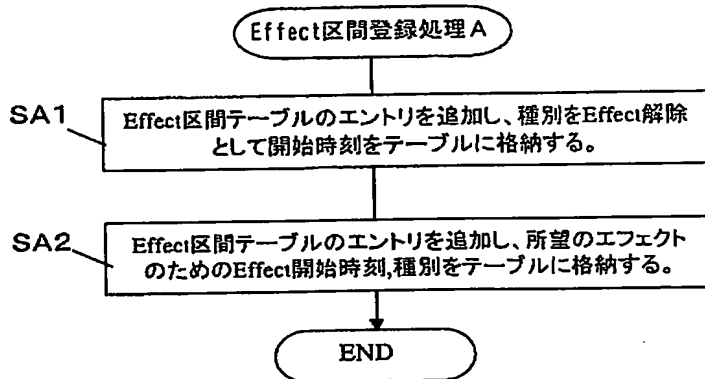 Effect区間登録処理A
SA1
Effect区間テーブルのエントリを追加し、種別をEffect解除
として開始時刻をテーブルに格納する。
SA2
Effect区間テーブルのエントリを追加し、所望のエフェクト
のためのEffect開始時刻,種別をテーブルに格納する。
END